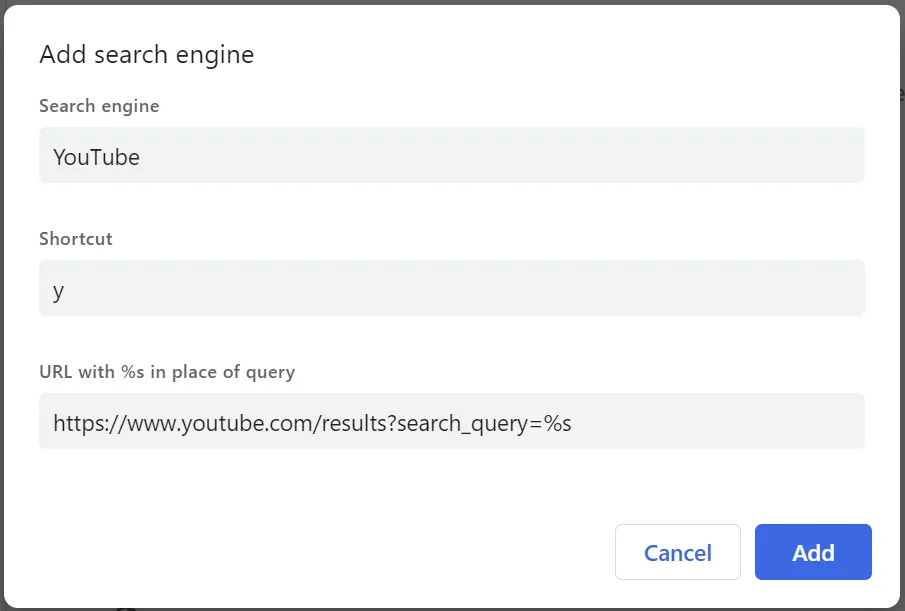 Add search engine
Search engine
YouTube
Shortcut
y
URL with %s in place of query
https://www.youtube.com/results?search_query=%s
Cancel
Add